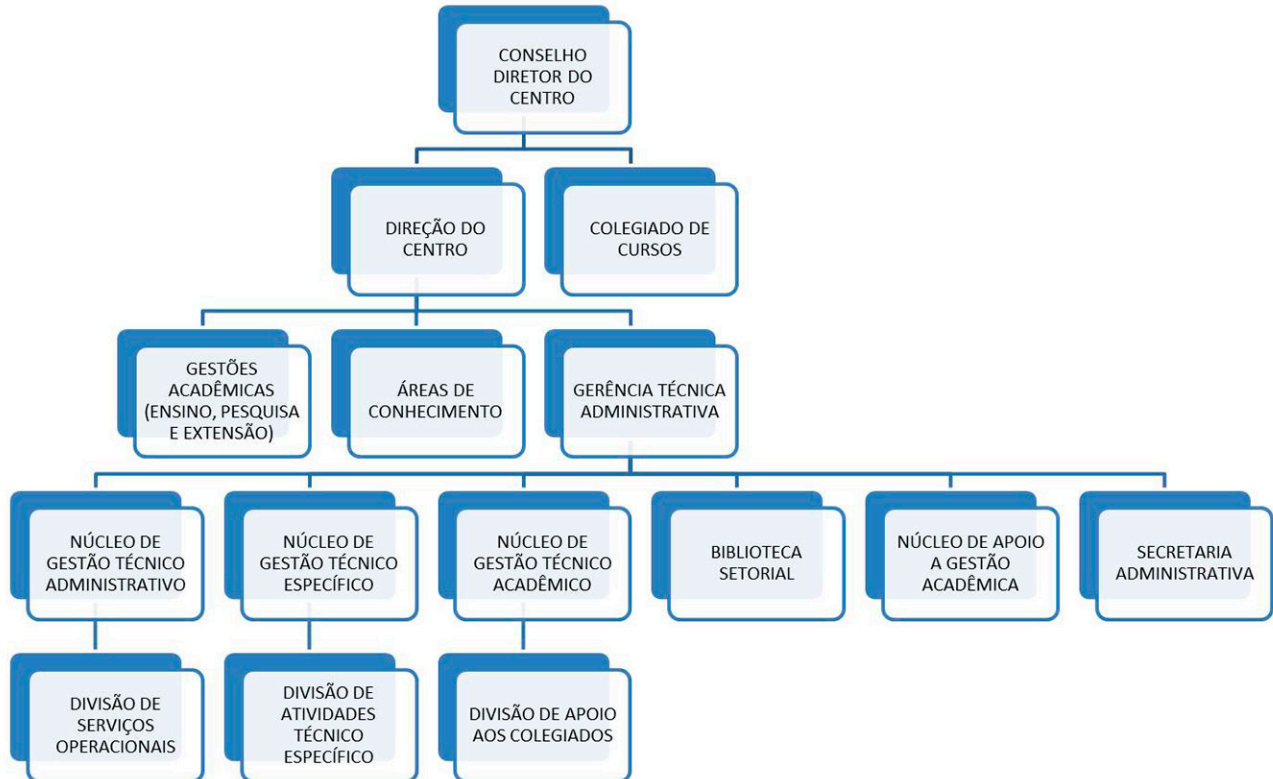 CONSELHO
DIRETOR DO
CENTRO
DIREÇÃO DO
CENTRO
COLEGIADO DE
CURSOS
GESTÕES
ACADÊMICAS
(ENSINO, PESQUISA
E EXTENSÃO)
ÁREAS DE
CONHECIMENTO
GERÊNCIA TÉCNICA
ADMINISTRATIVA
NÚCLEO DE
GESTÃO TÉCNICO
ADMINISTRATIVO
NÚCLEO DE
GESTÃO TÉCNICO
ESPECÍFICO
NÚCLEO DE
GESTÃO TÉCNICO
ACADÊMICO
BIBLIOTECA
SETORIAL
NÚCLEO DE APOIO
A GESTÃO
ACADÊMICA
SECRETARIA
ADMINISTRATIVA
DIVISÃO DE
SERVIÇOS
OPERACIONAIS
DIVISÃO DE
ATIVIDADES
TÉCNICO
ESPECÍFICO
DIVISÃO DE APOIO
AOS COLEGIADOS